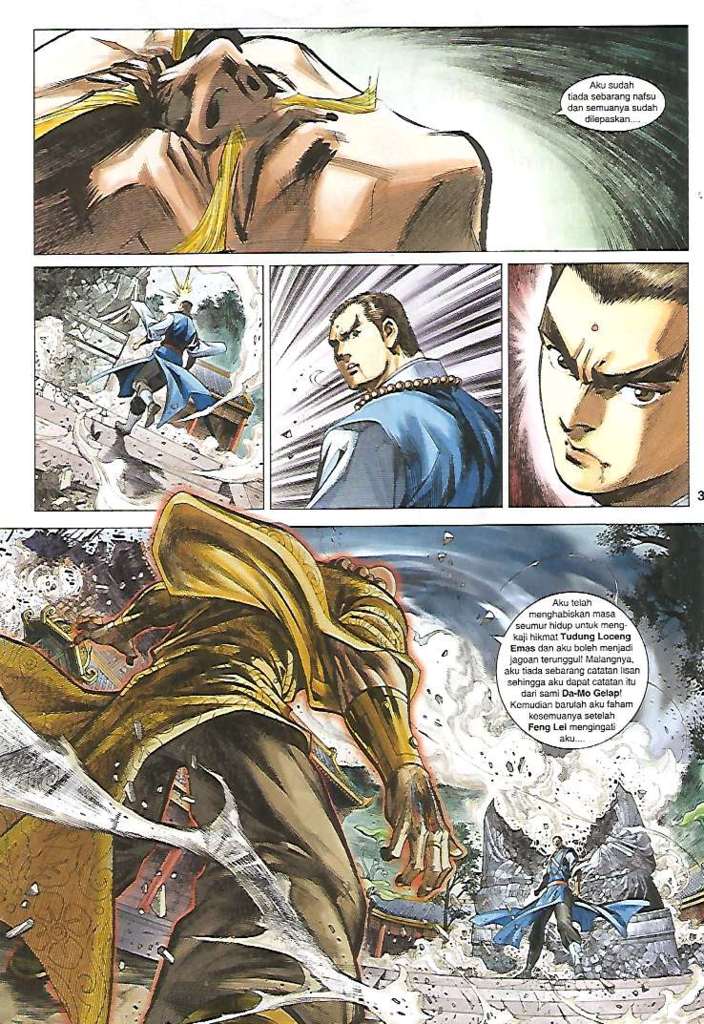 Aku sudah
tiada sebarang nafsu
dan semuanya sudah
dilepaskan....
3
Aku telah
menghabiskan masa
seumur hidup untuk meng-
kaji hikmat Tudung Loceng
Emas dan aku boleh menjadi
jagoan terunggul! Malangnya,
aku tiada sebarang catatan lisan
sehingga aku dapat catatan itu
dari sami Da-Mo Gelap!
Kemudian barulah aku faham
kesemuanya setelah
Feng Lei mengingati
aku....